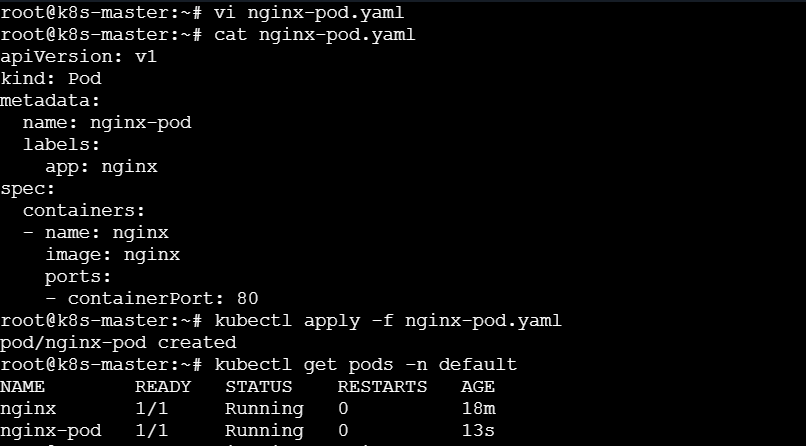 root@k8s-master:~# vi nginx-pod.yaml
root@k8s-master:~# cat nginx-pod.yaml
apiVersion: v1
kind: Pod
metadata:
  name: nginx-pod
  labels:
    app: nginx
spec:
  containers:
  - name: nginx
    image: nginx
    ports:
    - containerPort: 80
root@k8s-master:~# kubectl apply -f nginx-pod.yaml
pod/nginx-pod created
root@k8s-master:~# kubectl get pods -n default
NAME        READY   STATUS    RESTARTS   AGE
nginx       1/1     Running   0          18m
nginx-pod   1/1     Running   0          13s